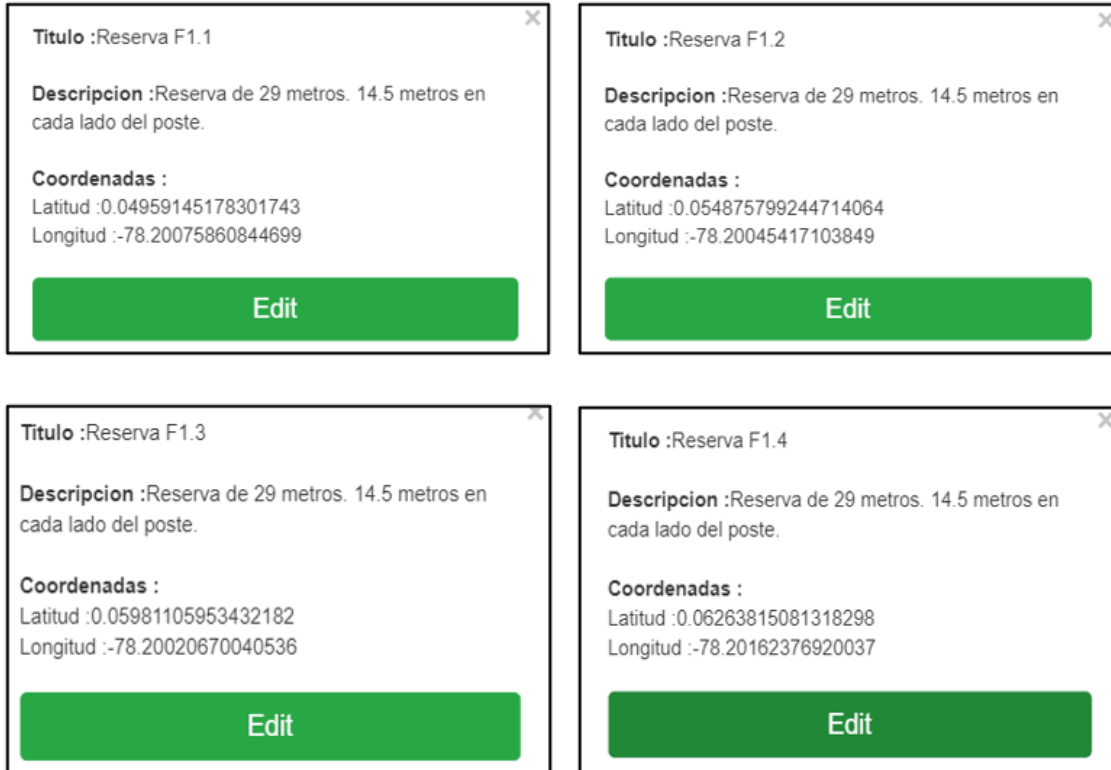 Titulo :Reserva F1.1
Descripcion :Reserva de 29 metros. 14.5 metros en
cada lado del poste.
Coordenadas :
Latitud :0.04959145178301743
Longitud :-78.20075860844699
Edit
Titulo :Reserva F1.2
Descripcion :Reserva de 29 metros. 14.5 metros en
cada lado del poste.
Coordenadas :
Latitud :0.054875799244714064
Longitud :-78.20045417103849
Edit
Titulo :Reserva F1.3
Descripcion :Reserva de 29 metros. 14.5 metros en
cada lado del poste.
Coordenadas :
Latitud :0.05981105953432182
Longitud :-78.20020670040536
Edit
Titulo :Reserva F1.4
Descripcion :Reserva de 29 metros. 14.5 metros en
cada lado del poste.
Coordenadas :
Latitud :0.06263815081318298
Longitud :-78.20162376920037
Edit